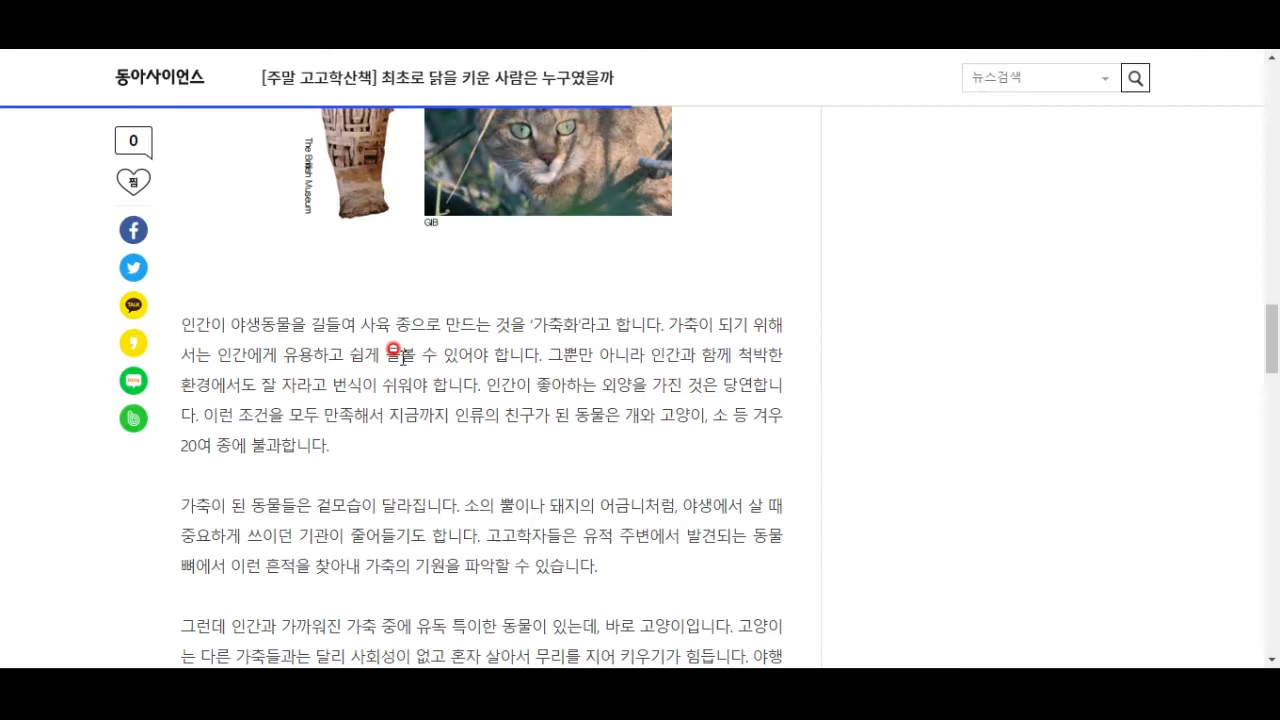 동아사이언스
[주말 고고학산책] 최초로 닭을 키운 사람은 누구였을까
뉴스검색
0
찜
The British Museum
GIB
TALK
blog
인간이 야생동물을 길들여 사육 종으로 만드는 것을 '가축화'라고 합니다. 가축이 되기 위해
서는 인간에게 유용하고 쉽게 수 있어야 합니다. 그뿐만 아니라 인간과 함께 척박한
환경에서도 잘 자라고 번식이 쉬워야 합니다. 인간이 좋아하는 외양을 가진 것은 당연합니
다. 이런 조건을 모두 만족해서 지금까지 인류의 친구가 된 동물은 개와 고양이, 소 등 겨우
20여 종에 불과합니다.
가축이 된 동물들은 겉모습이 달라집니다. 소의 뿔이나 돼지의 어금니처럼, 야생에서 살 때
중요하게 쓰이던 기관이 줄어들기도 합니다. 고고학자들은 유적 주변에서 발견되는 동물
뼈에서 이런 흔적을 찾아내 가축의 기원을 파악할 수 있습니다.
그런데 인간과 가까워진 가축 중에 유독 특이한 동물이 있는데, 바로 고양이입니다. 고양이
는 다른 가축들과는 달리 사회성이 없고 혼자 살아서 무리를 지어 키우기가 힘듭니다. 야행